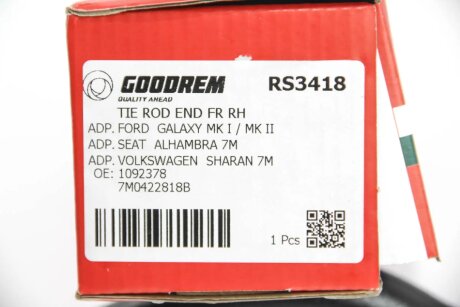 GOODREM RS3418
QUALITY AHEAD
TIE ROD END FR RH
ADP. FORD GALAXY MK I / MK II
ADP. SEAT ALHAMBRA 7M
ADP. VOLKSWAGEN SHARAN 7M
OE: 1092378
7M0422818B
1 Pcs